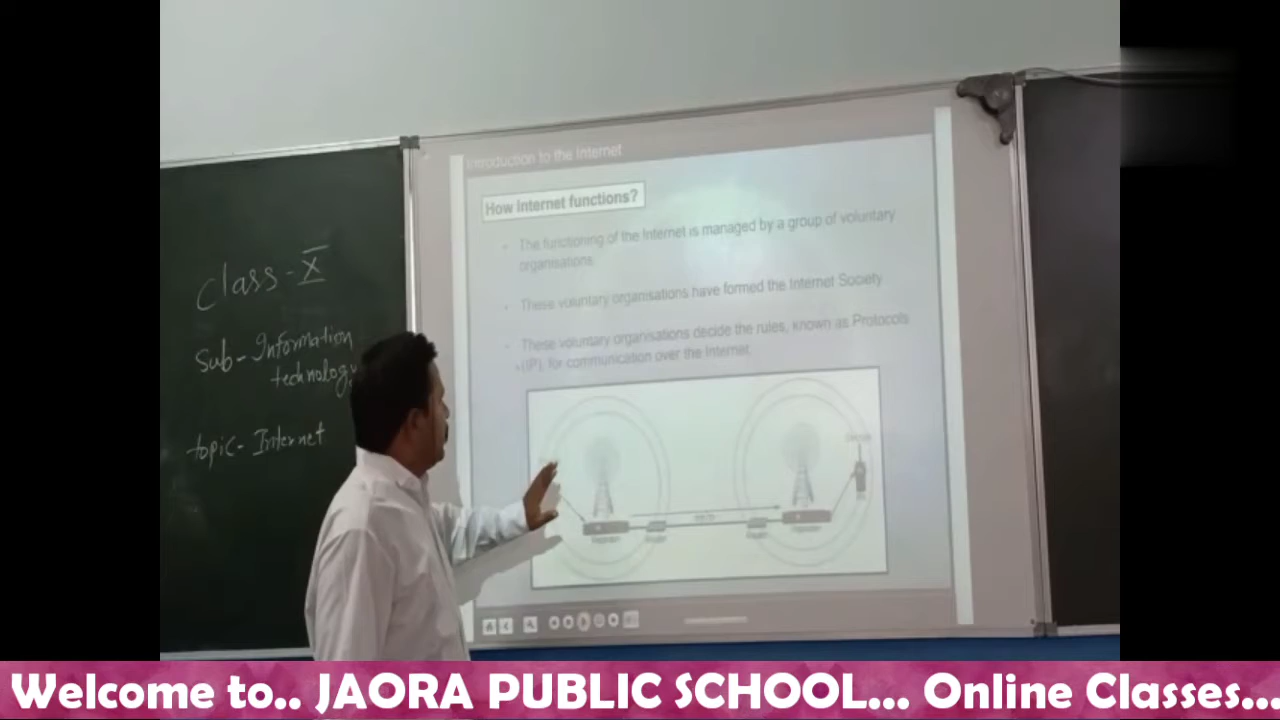 Class - X
Sub - Information
technology
topic - Internet
Introduction to the Internet
How Internet functions?
The functioning of the Internet is managed by a group of voluntary
organisations.
These voluntary organisations have formed the Internet Society
These voluntary organisations decide the rules, known as Protocols
(IP), for communication over the Internet.
Welcome to.. JAORA PUBLIC SCHOOL... Online Classes...